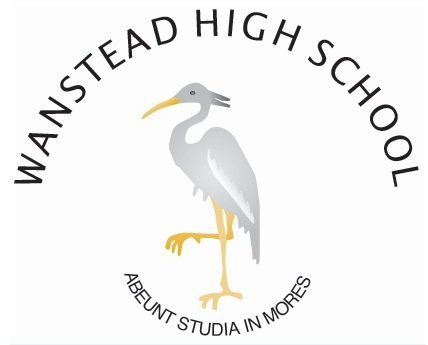 WANSTEAD HIGH SCHOOL
ABEUNT STUDIA IN MORES